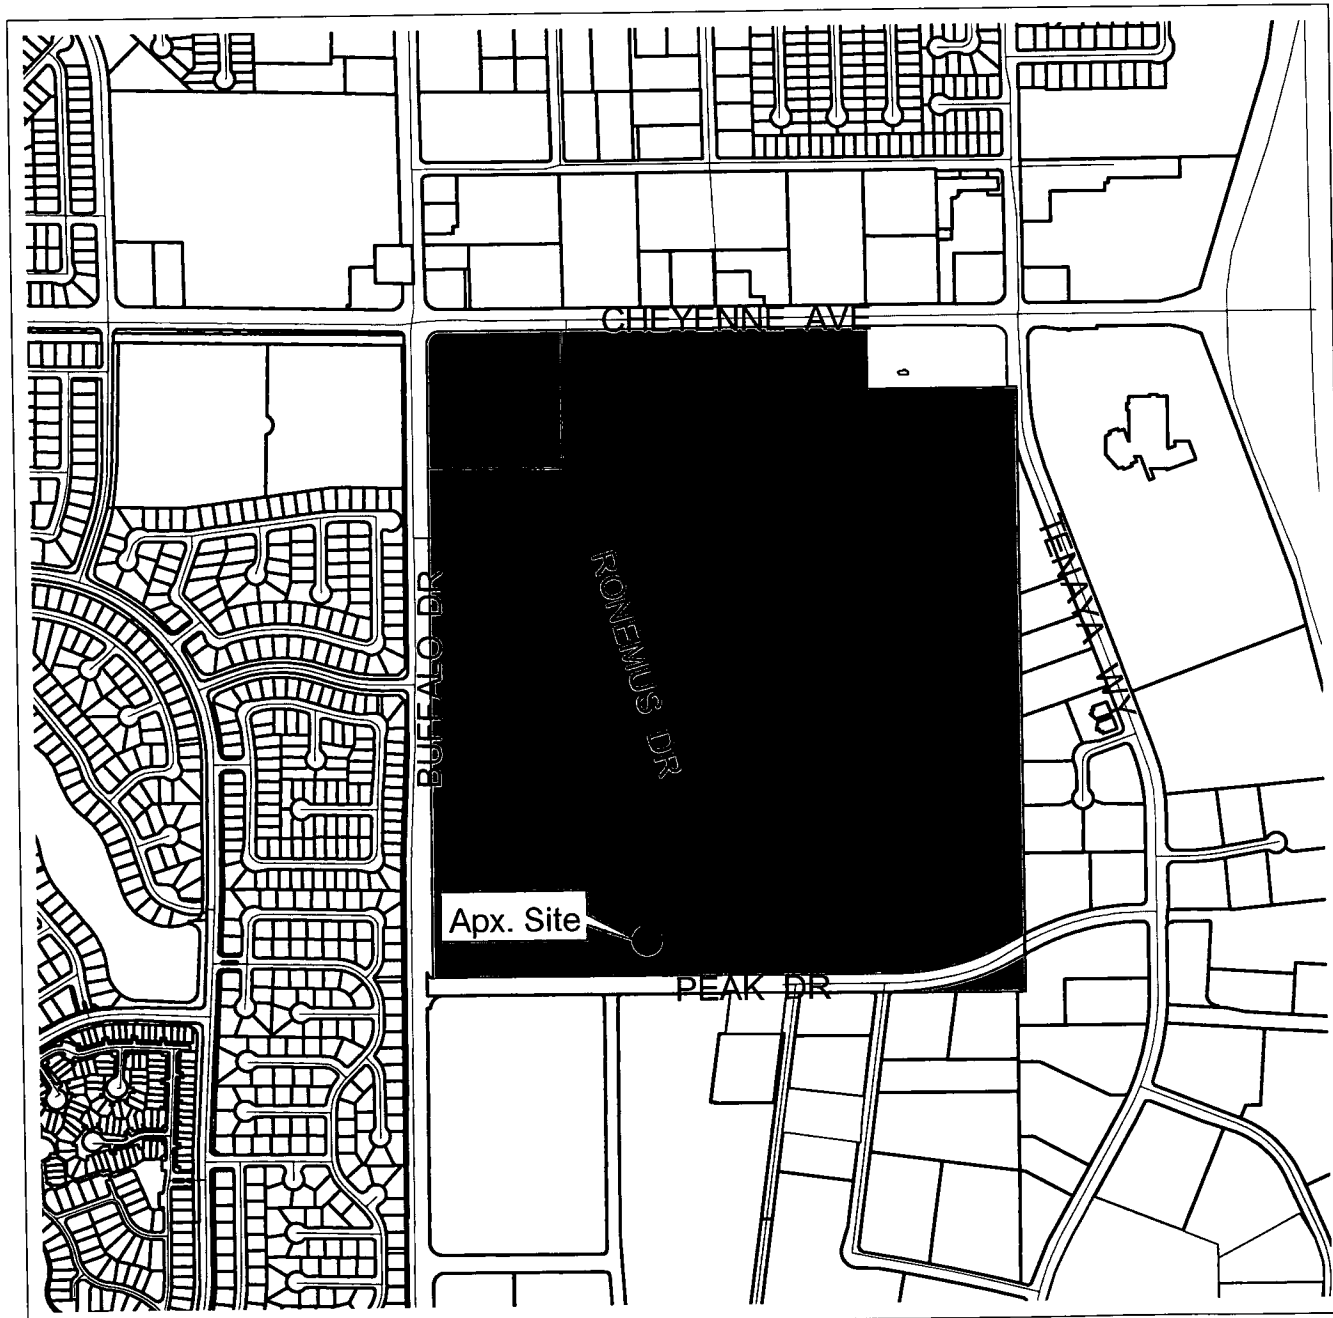 CHEYENNE AVE
TENAYA WY
RONEMUS DR
BUFFALO DR
Apx. Site
PEAK DR